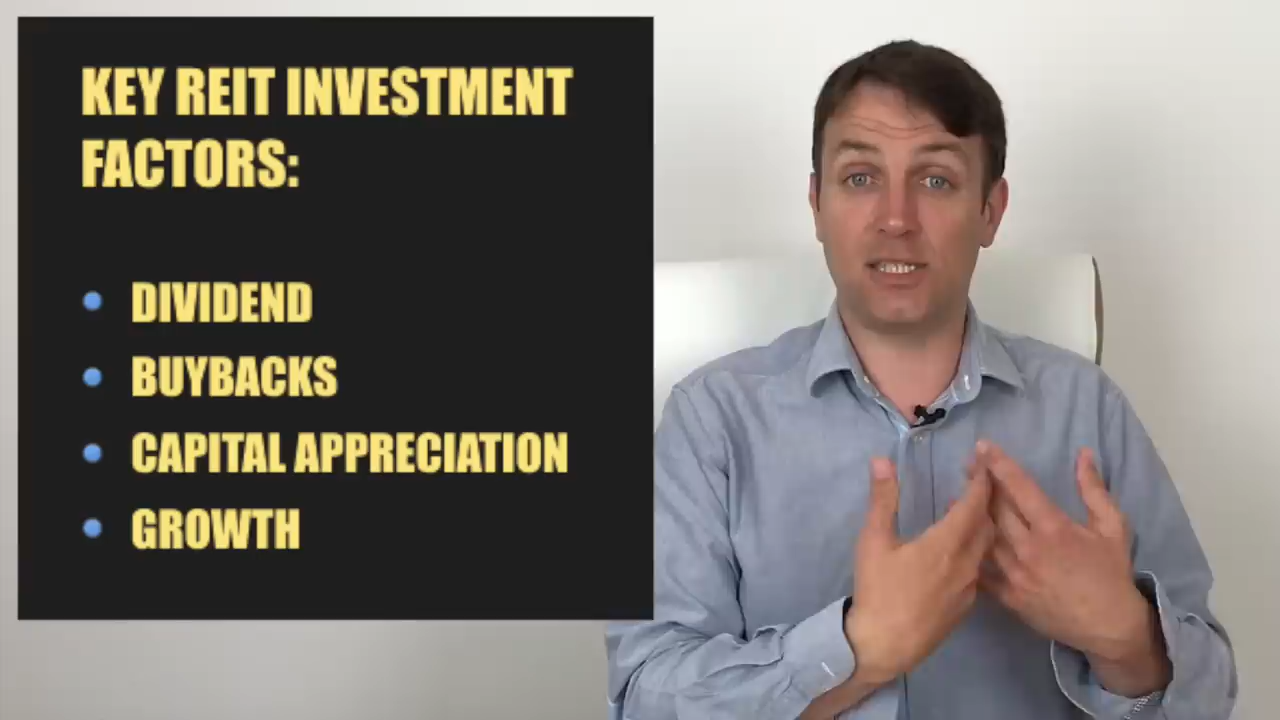 KEY REIT INVESTMENT
FACTORS:
DIVIDEND
BUYBACKS
CAPITAL APPRECIATION
GROWTH